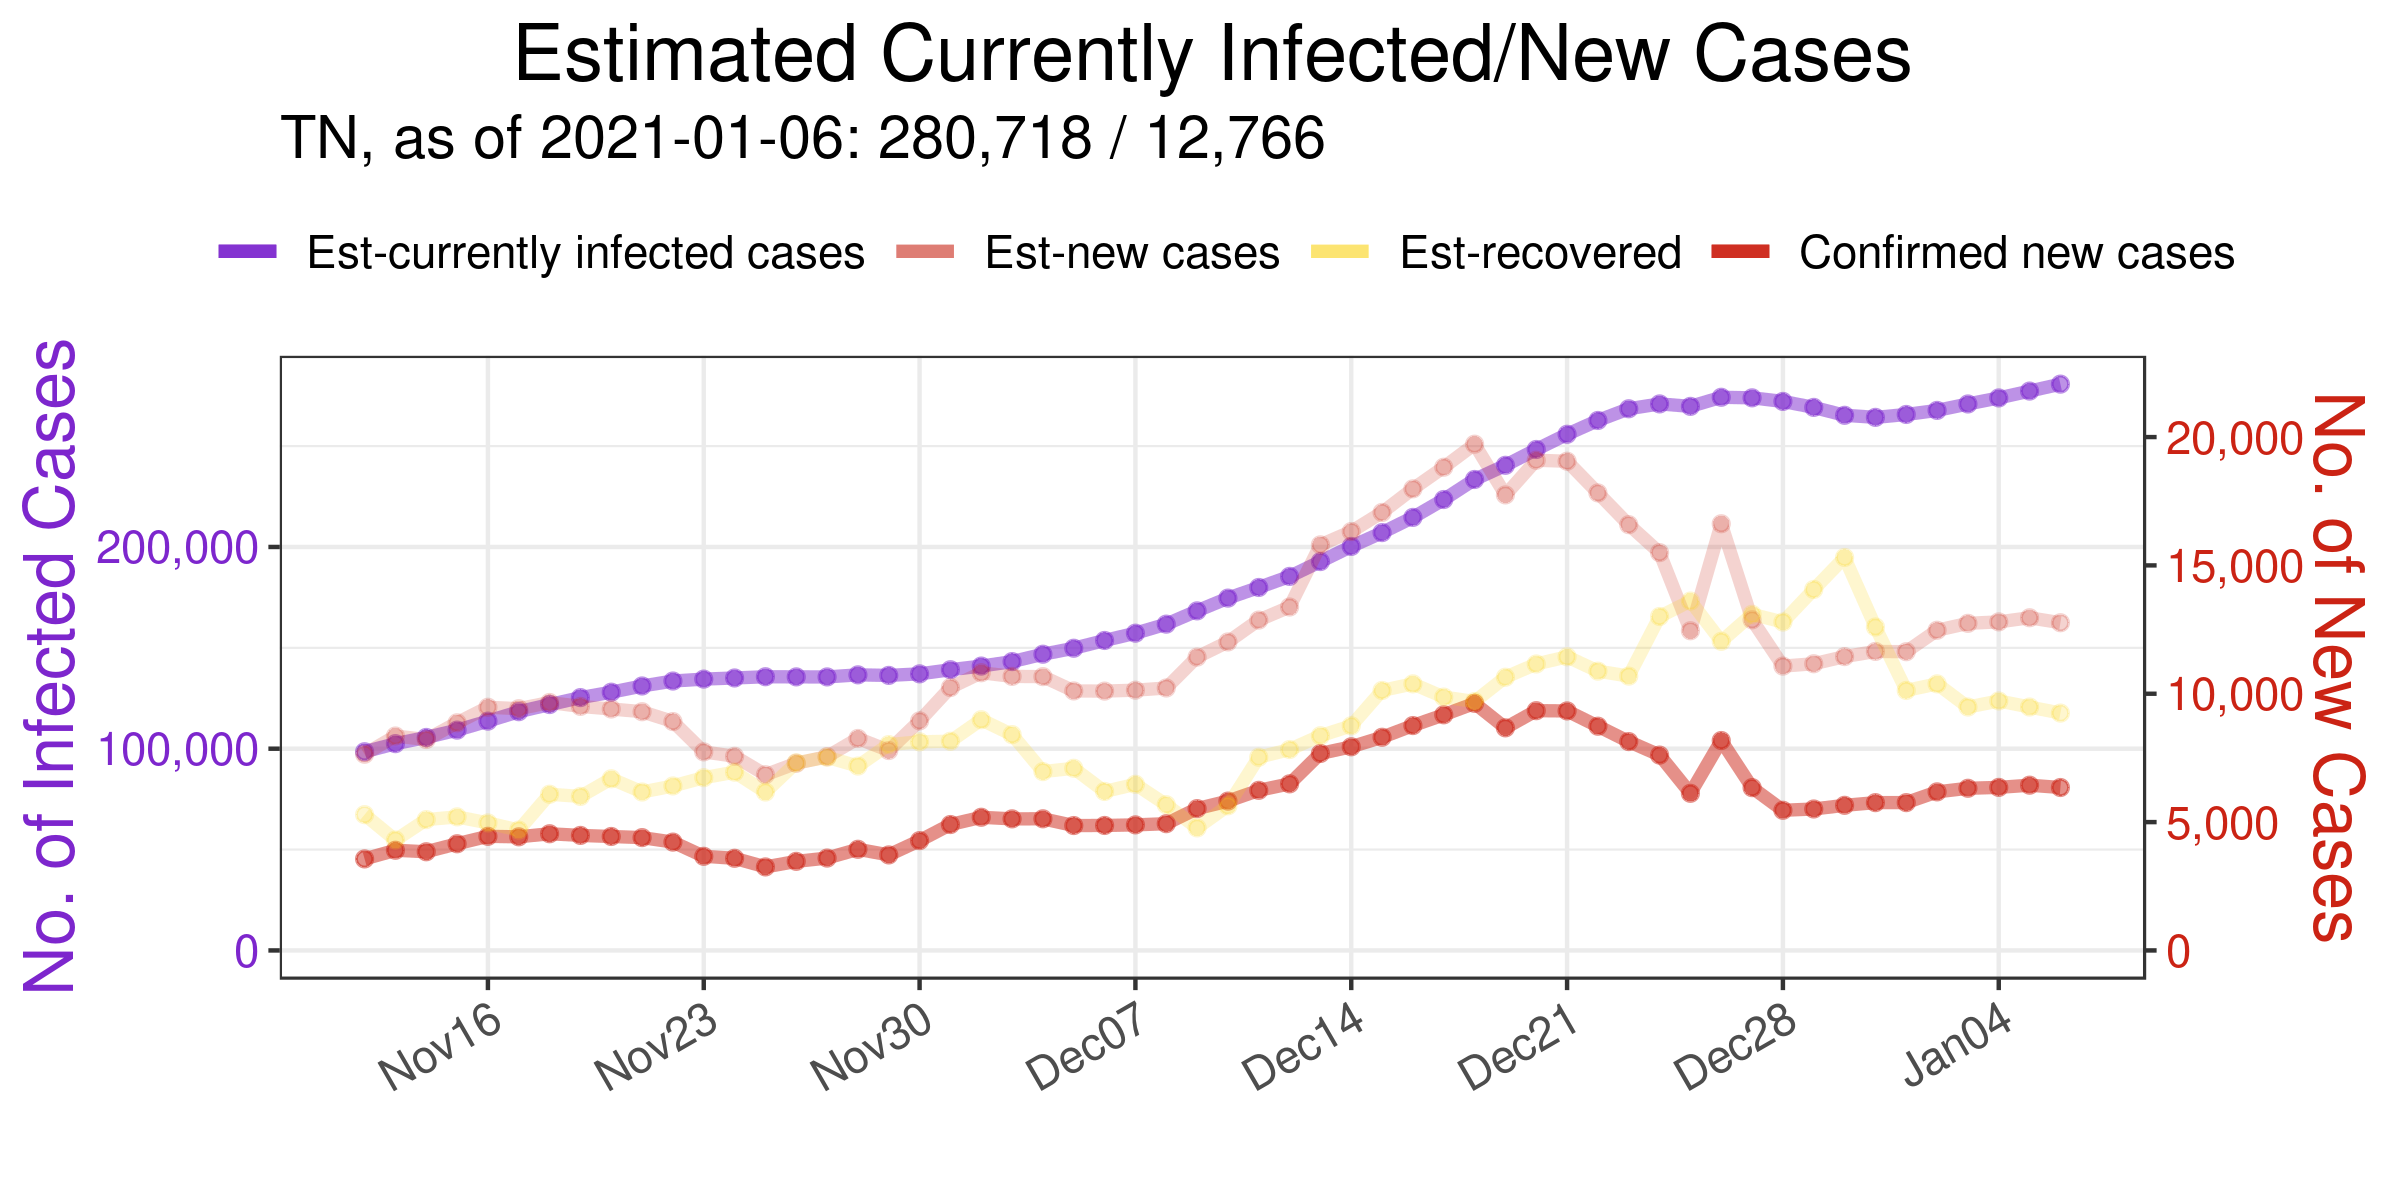 Estimated Currently Infected/New Cases
TN, as of 2021-01-06: 280,718 / 12,766
Est-currently infected cases Est-new cases Est-recovered Confirmed new cases
No. of Infected Cases
200,000
100,000
0
20,000
15,000
10,000
5,000
0
No. of New Cases
Nov16 Nov23 Nov30 Dec07 Dec14 Dec21 Dec28 Jan04